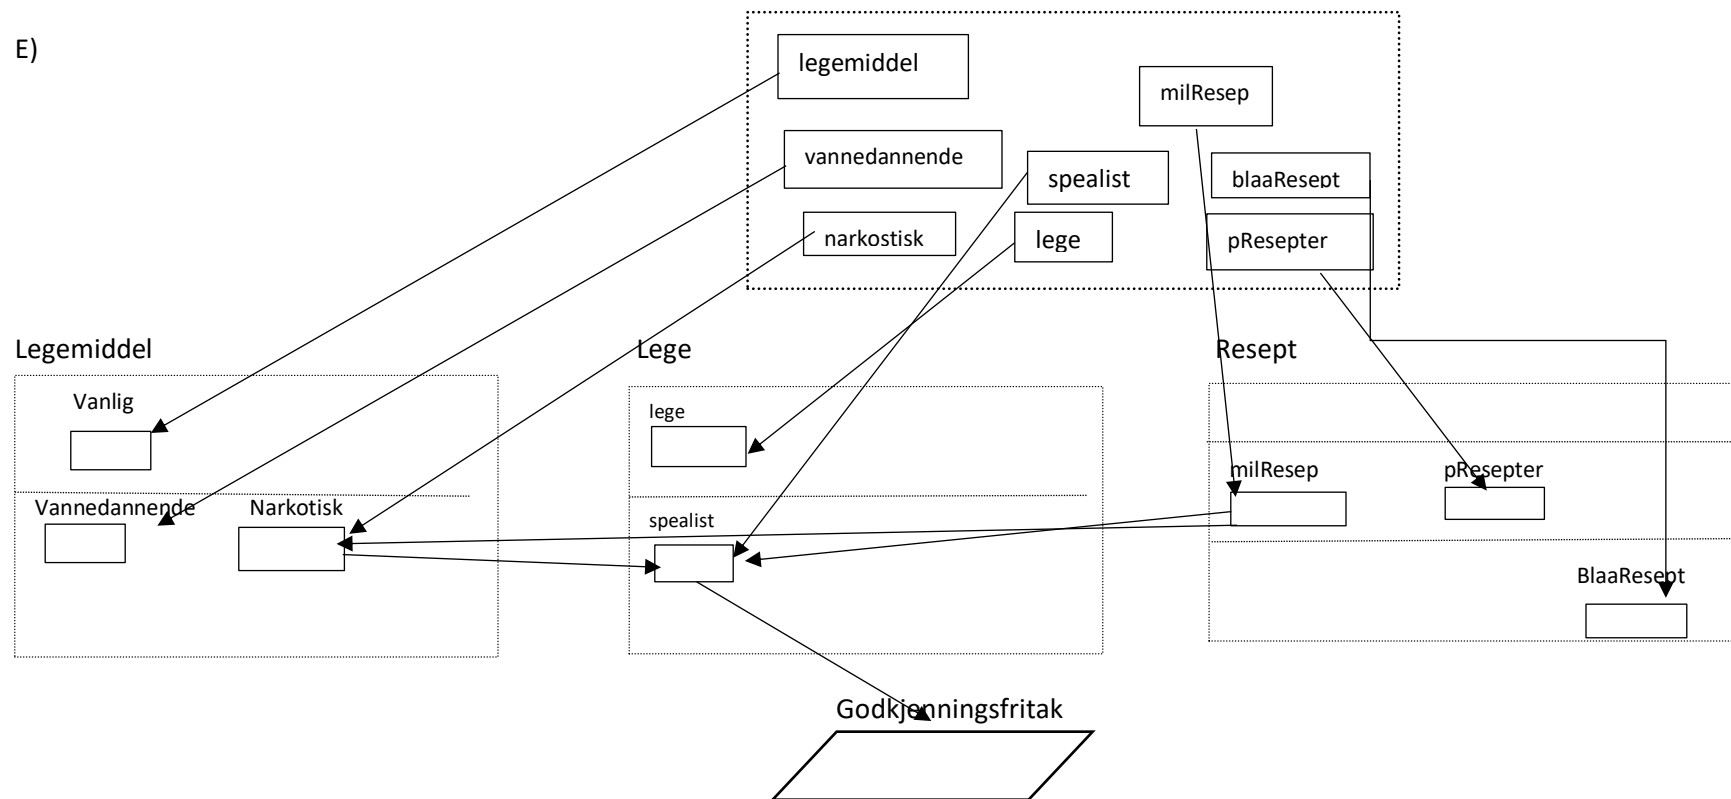 E)
legemiddel
milResep
vannedannende
spealist
blaaResept
narkostisk
lege
pResepter
Legemiddel
Lege
Resept
Vanlig
lege
milResep
pResepter
Vannedannende
Narkotisk
spealist
BlaaResept
Godkjenningsfritak